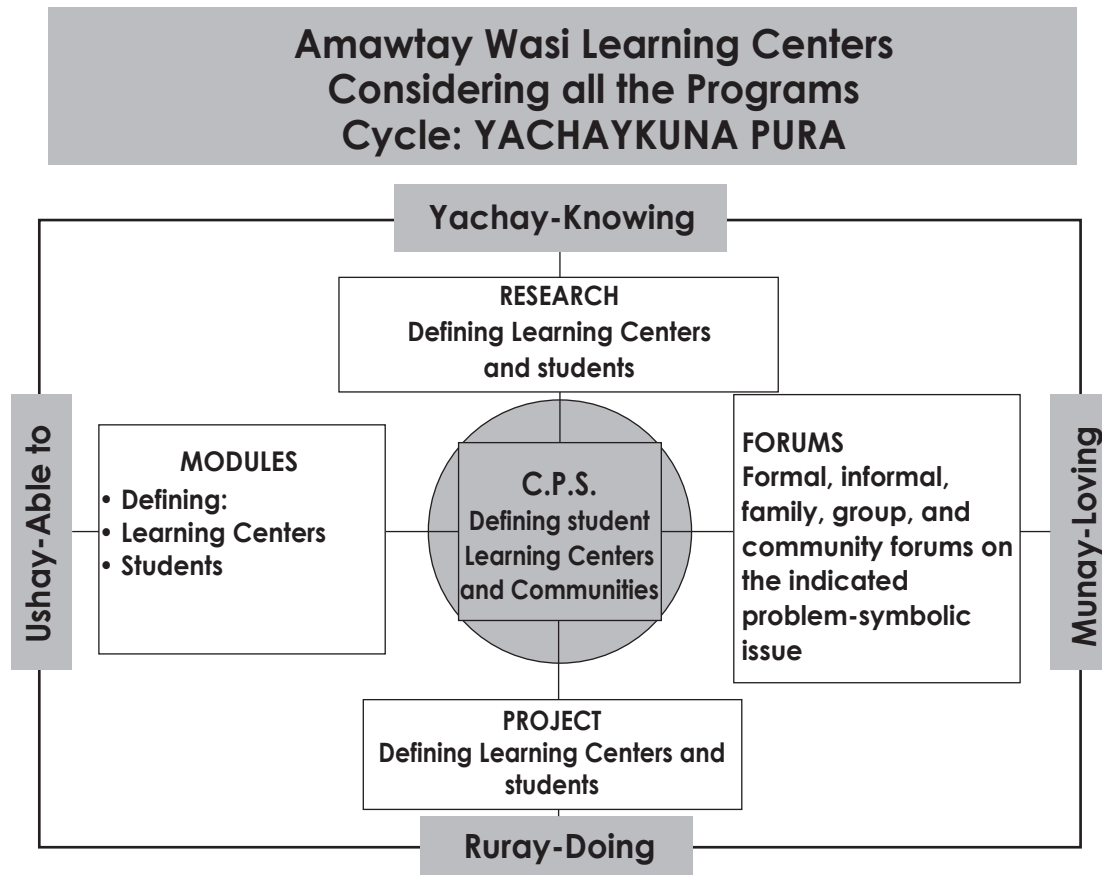 Amawtay Wasi Learning Centers
Considering all the Programs
Cycle: YACHAYKUNA PURA
Yachay-Knowing
RESEARCH
Defining Learning Centers
and students
Ushay-Able to
MODULES
• Defining:
• Learning Centers
• Students
C.P.S.
Defining student
Learning Centers
and Communities
FORUMS
Formal, informal,
family, group, and
community forums on
the indicated
problem-symbolic
issue
Munay-Loving
PROJECT
Defining Learning Centers and
students
Ruray-Doing